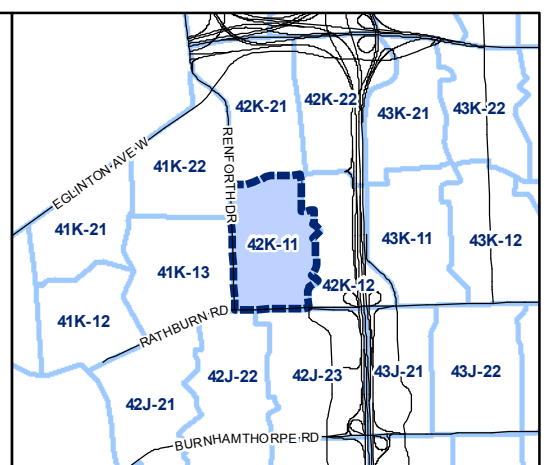 42K-21
42K-22
43K-21
43K-22
RENFORTH DR
EGLINTON AVE W
41K-22
41K-21
42K-11
43K-11
43K-12
41K-13
42K-12
41K-12
RATHBURN RD
42J-22
42J-23
43J-21
43J-22
42J-21
BURNHAMTHORPE RD